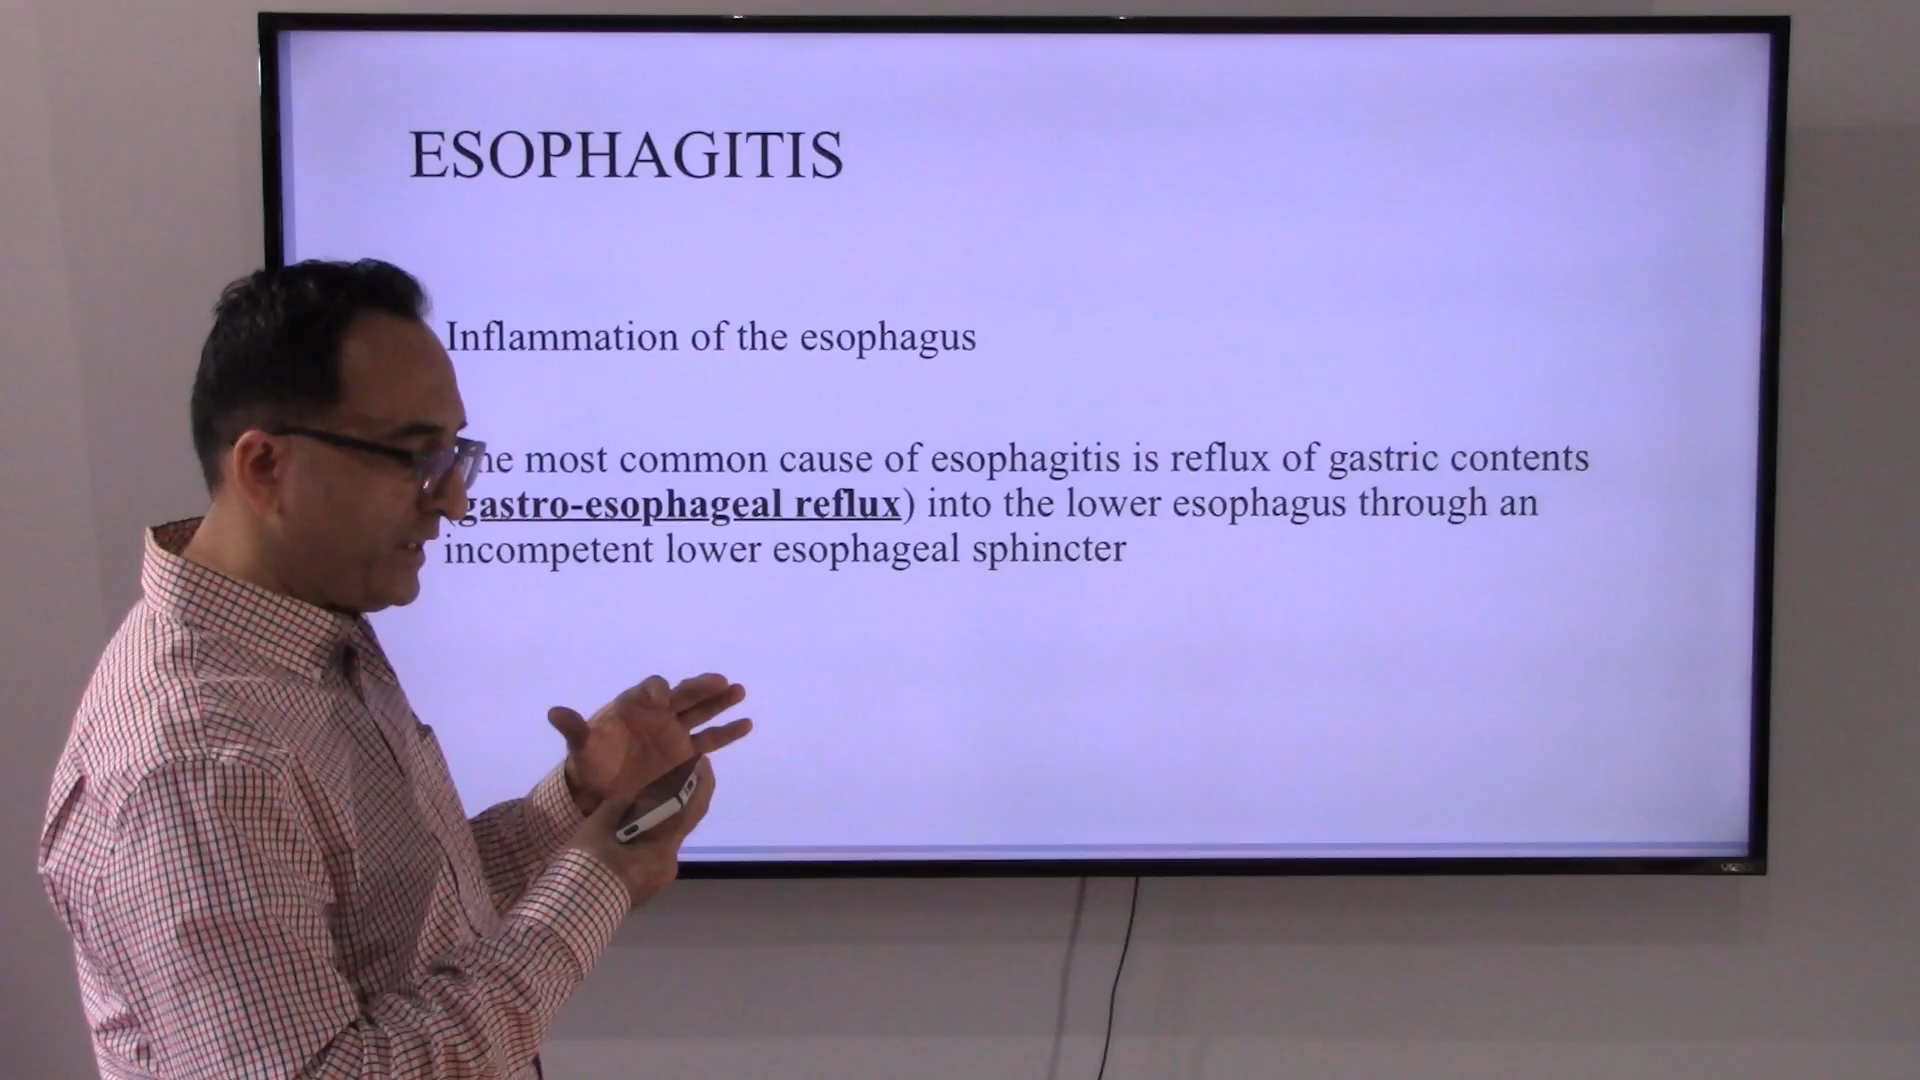 ESOPHAGITIS
Inflammation of the esophagus
most common cause of esophagitis is reflux of gastric contents
(gastro-esophageal reflux) into the lower esophagus through an
incompetent lower esophageal sphincter
VIZIO